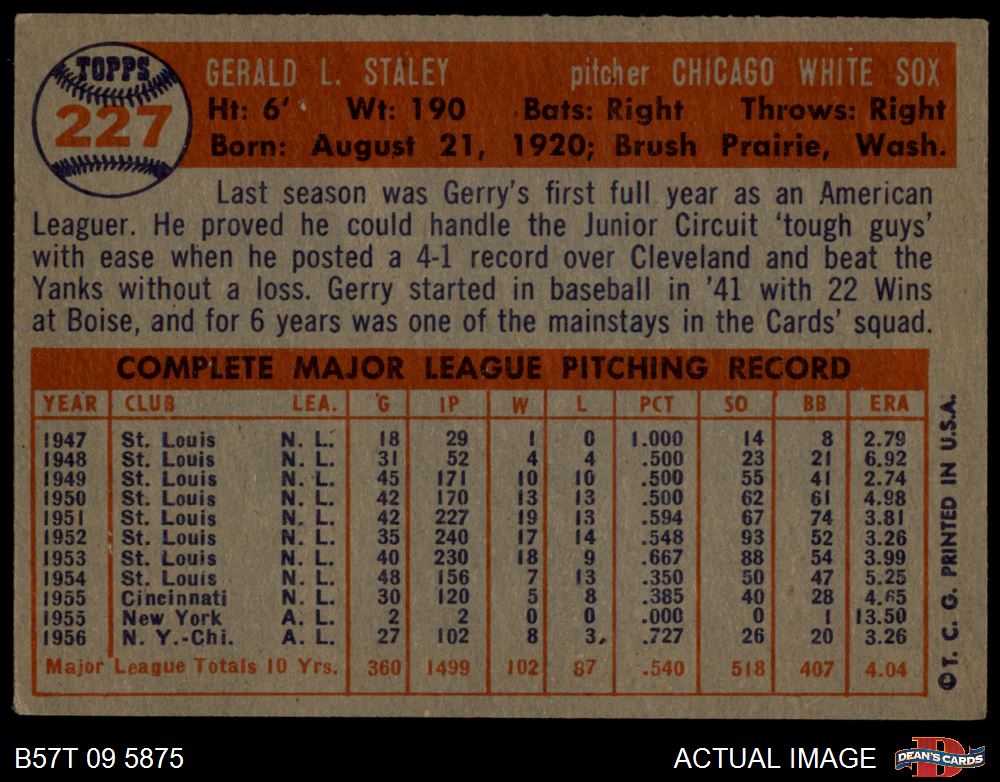 TOPPS
227
GERALD L. STALEY pitcher CHICAGO WHITE SOX
Ht: 6' Wt: 190 Bats: Right Throws: Right
Born: August 21, 1920; Brush Prairie, Wash.
Last season was Gerry's first full year as an American
Leaguer. He proved he could handle the Junior Circuit 'tough guys'
with ease when he posted a 4-1 record over Cleveland and beat the
Yanks without a loss. Gerry started in baseball in '41 with 22 Wins
at Boise, and for 6 years was one of the mainstays in the Cards' squad.
COMPLETE MAJOR LEAGUE PITCHING RECORD
YEAR CLUB LEA. G IP W L PCT SO BB ERA
1947 St. Louis N. L. 18 29 1 0 1.000 14 8 2.79
1948 St. Louis N. L. 31 52 4 4 .500 23 21 6.92
1949 St. Louis N. L. 45 171 10 10 .500 55 41 2.74
1950 St. Louis N. L. 42 170 13 13 .500 62 61 4.98
1951 St. Louis N. L. 42 227 19 13 .594 67 74 3.81
1952 St. Louis N. L. 35 240 17 14 .548 93 52 3.26
1953 St. Louis N. L. 40 230 18 9 .667 88 54 3.99
1954 St. Louis N. L. 48 156 7 13 .350 50 47 5.25
1955 Cincinnati N. L. 30 120 5 8 .385 40 28 4.65
1955 New York A. L. 2 2 0 0 .000 0 1 13.50
1956 N. Y.-Chi. A. L. 27 102 8 3 .727 26 20 3.26
Major League Totals 10 Yrs. 360 1499 102 87 .540 518 407 4.04
©T. C. G. PRINTED IN U.S.A.
B57T 09 5875
ACTUAL IMAGE
DEAN'S CARDS